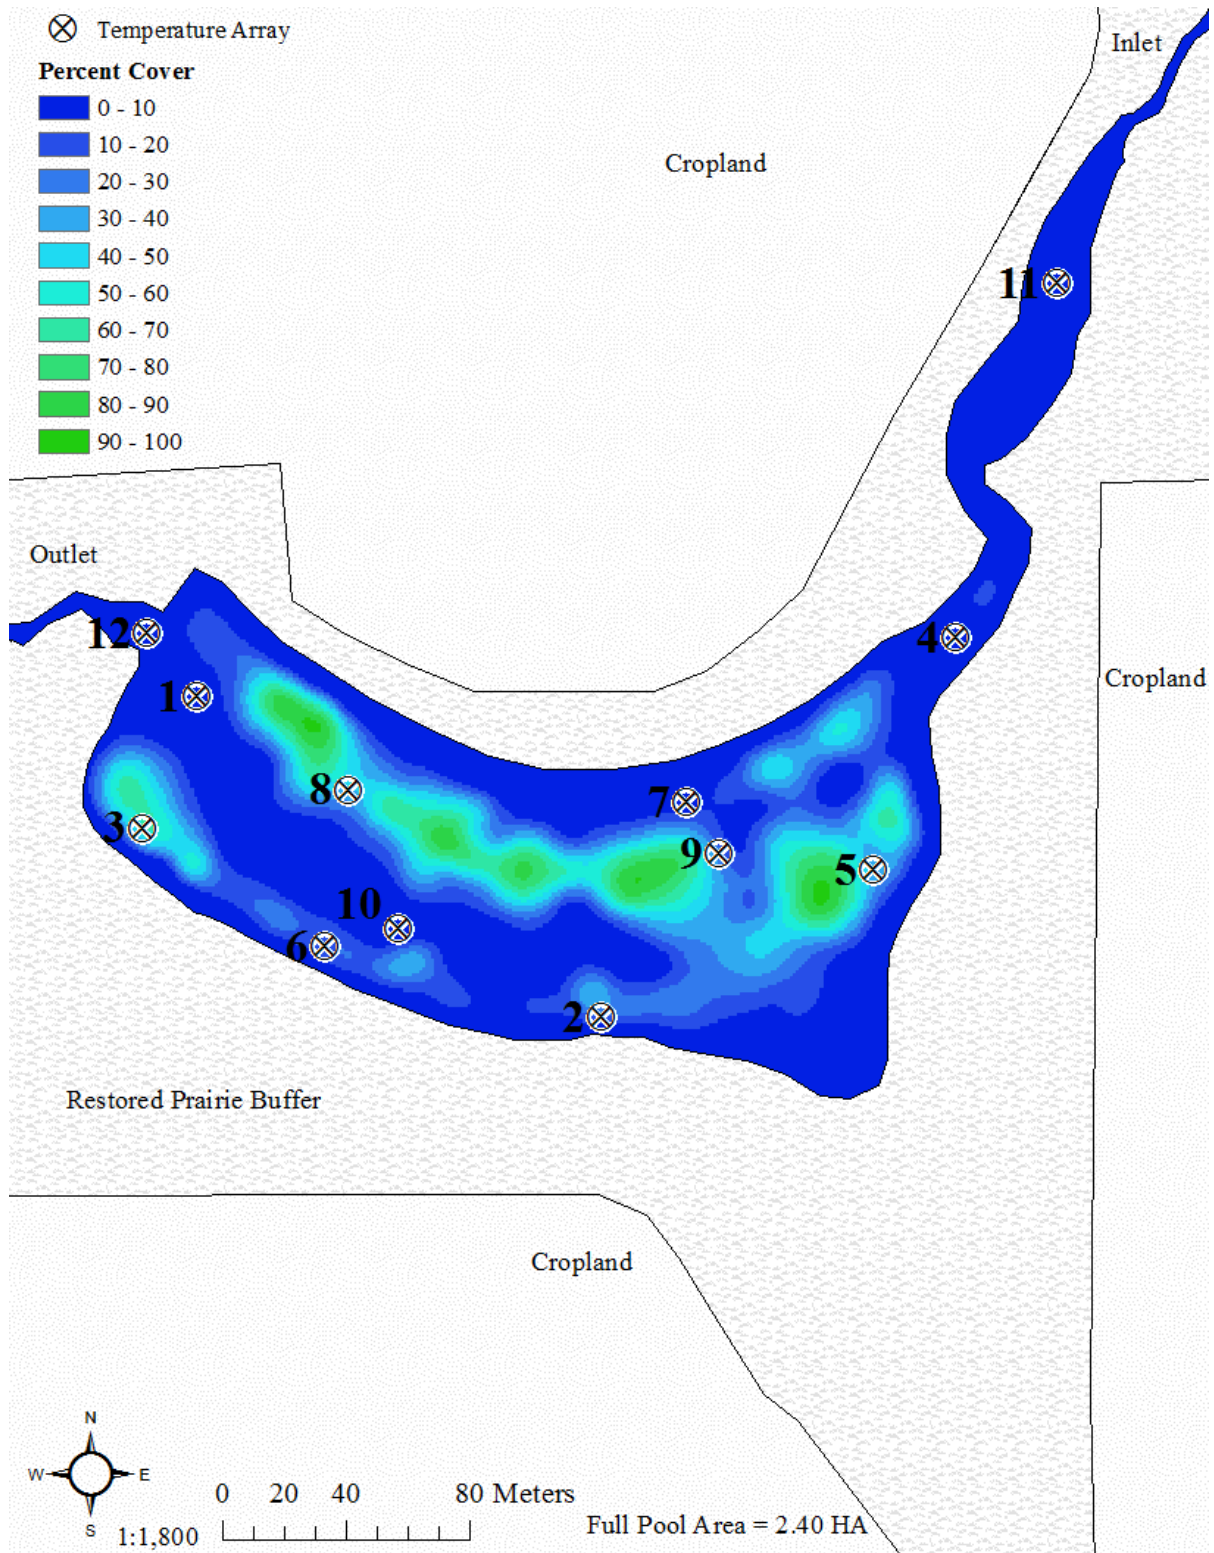 Temperature Array
Percent Cover
0 - 10
10 - 20
20 - 30
30 - 40
40 - 50
50 - 60
60 - 70
70 - 80
80 - 90
90 - 100
Inlet
Cropland
11
Outlet
12
4
1
Cropland
8
7
3
9
5
10
6
2
Restored Prairie Buffer
Cropland
N
W E
S
0 20 40 80 Meters
1:1,800
Full Pool Area = 2.40 HA